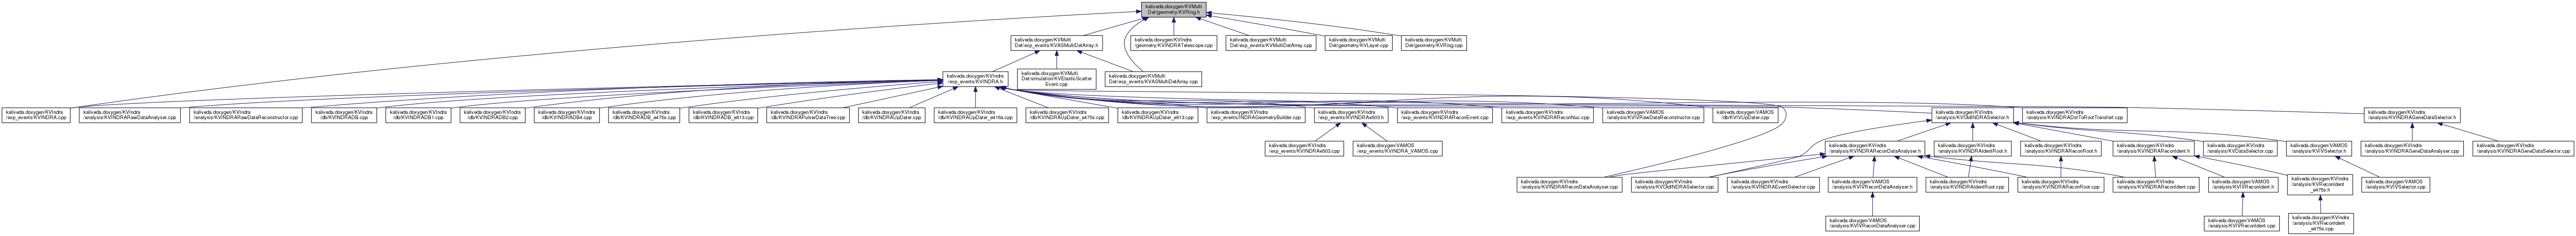 kaliveda.doxygen/KVMulti
Det/geometry/KVRing.h
kaliveda.doxygen/KVMulti
Det/exp_events/KVASMultiDetArray.h
kaliveda.doxygen/KVIndra
/geometry/KVINDRATelescope.cpp
kaliveda.doxygen/KVMulti
Det/exp_events/KVMultiDetArray.cpp
kaliveda.doxygen/KVMulti
Det/geometry/KVLayer.cpp
kaliveda.doxygen/KVMulti
Det/geometry/KVRing.cpp
kaliveda.doxygen/KVIndra
/exp_events/KVINDRA.h
kaliveda.doxygen/KVMulti
Det/simulation/KVElasticScatter
Event.cpp
kaliveda.doxygen/KVMulti
Det/exp_events/KVASMultiDetArray.cpp
kaliveda.doxygen/KVIndra
/exp_events/KVINDRA.cpp
kaliveda.doxygen/KVIndra
/analysis/KVINDRARawDataAnalyser.cpp
kaliveda.doxygen/KVIndra
/analysis/KVINDRARawDataReconstructor.cpp
kaliveda.doxygen/KVIndra
/db/KVINDRADB.cpp
kaliveda.doxygen/KVIndra
/db/KVINDRADB1.cpp
kaliveda.doxygen/KVIndra
/db/KVINDRADB2.cpp
kaliveda.doxygen/KVIndra
/db/KVINDRADB4.cpp
kaliveda.doxygen/KVIndra
/db/KVINDRADB_e475s.cpp
kaliveda.doxygen/KVIndra
/db/KVINDRADB_e613.cpp
kaliveda.doxygen/KVIndra
/db/KVINDRAPulserDataTree.cpp
kaliveda.doxygen/KVIndra
/db/KVINDRAUpDater.cpp
kaliveda.doxygen/KVIndra
/db/KVINDRAUpDater_e416a.cpp
kaliveda.doxygen/KVIndra
/db/KVINDRAUpDater_e475s.cpp
kaliveda.doxygen/KVIndra
/db/KVINDRAUpDater_e613.cpp
kaliveda.doxygen/KVIndra
/exp_events/INDRAGeometryBuilder.cpp
kaliveda.doxygen/KVIndra
/exp_events/KVINDRAe503.h
kaliveda.doxygen/KVIndra
/exp_events/KVINDRAReconEvent.cpp
kaliveda.doxygen/KVIndra
/exp_events/KVINDRAReconNuc.cpp
kaliveda.doxygen/VAMOS
/analysis/KVIVRawDataReconstructor.cpp
kaliveda.doxygen/VAMOS
/db/KVIVUpDater.cpp
kaliveda.doxygen/KVIndra
/analysis/KVOldINDRASelector.h
kaliveda.doxygen/KVIndra
/analysis/KVINDRADstToRootTransfert.cpp
kaliveda.doxygen/KVIndra
/analysis/KVINDRAGeneDataSelector.h
kaliveda.doxygen/KVIndra
/exp_events/KVINDRAe503.cpp
kaliveda.doxygen/VAMOS
/exp_events/KVINDRA_VAMOS.cpp
kaliveda.doxygen/KVIndra
/analysis/KVINDRAReconDataAnalyser.h
kaliveda.doxygen/KVIndra
/analysis/KVINDRAIdentRoot.h
kaliveda.doxygen/KVIndra
/analysis/KVINDRAReconRoot.h
kaliveda.doxygen/KVIndra
/analysis/KVINDRAReconIdent.h
kaliveda.doxygen/KVIndra
/analysis/KVDataSelector.cpp
kaliveda.doxygen/VAMOS
/analysis/KVIVSelector.h
kaliveda.doxygen/KVIndra
/analysis/KVINDRAGeneDataAnalyser.cpp
kaliveda.doxygen/KVIndra
/analysis/KVINDRAGeneDataSelector.cpp
kaliveda.doxygen/KVIndra
/analysis/KVINDRAReconDataAnalyser.cpp
kaliveda.doxygen/KVIndra
/analysis/KVOldINDRASelector.cpp
kaliveda.doxygen/KVIndra
/analysis/KVINDRAEventSelector.cpp
kaliveda.doxygen/VAMOS
/analysis/KVIVReconDataAnalyser.h
kaliveda.doxygen/KVIndra
/analysis/KVINDRAIdentRoot.cpp
kaliveda.doxygen/KVIndra
/analysis/KVINDRAReconRoot.cpp
kaliveda.doxygen/KVIndra
/analysis/KVINDRAReconIdent.cpp
kaliveda.doxygen/VAMOS
/analysis/KVIVReconIdent.h
kaliveda.doxygen/KVIndra
/analysis/KVReconIdent
_e475s.h
kaliveda.doxygen/VAMOS
/analysis/KVIVSelector.cpp
kaliveda.doxygen/VAMOS
/analysis/KVIVReconDataAnalyser.cpp
kaliveda.doxygen/VAMOS
/analysis/KVIVReconIdent.cpp
kaliveda.doxygen/KVIndra
/analysis/KVReconIdent
_e475s.cpp